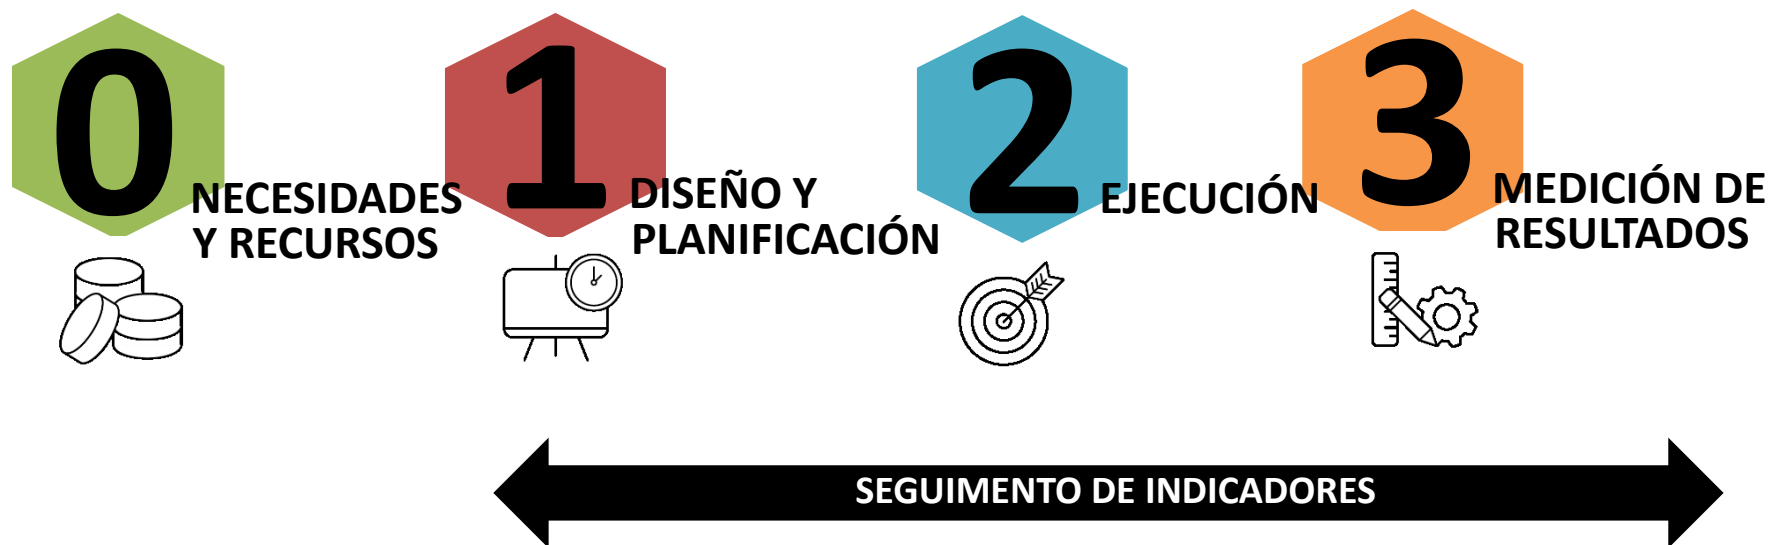 0
NECESIDADES
Y RECURSOS
1
DISEÑO Y
PLANIFICACIÓN
2
EJECUCIÓN
3
MEDICIÓN DE
RESULTADOS
SEGUIMENTO DE INDICADORES